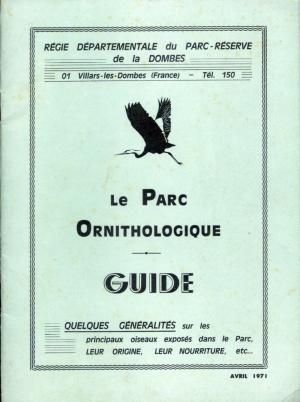 RÉGIE DÉPARTEMENTALE du PARC-RÉSERVE
de la DOMBES
01 Villars-les-Dombes (France) - Tél. 150
LE PARC
ORNITHOLOGIQUE
GUIDE
QUELQUES GÉNÉRALITÉS sur les
principaux oiseaux exposés dans le Parc,
LEUR ORIGINE, LEUR NOURRITURE, etc...
AVRIL 1971